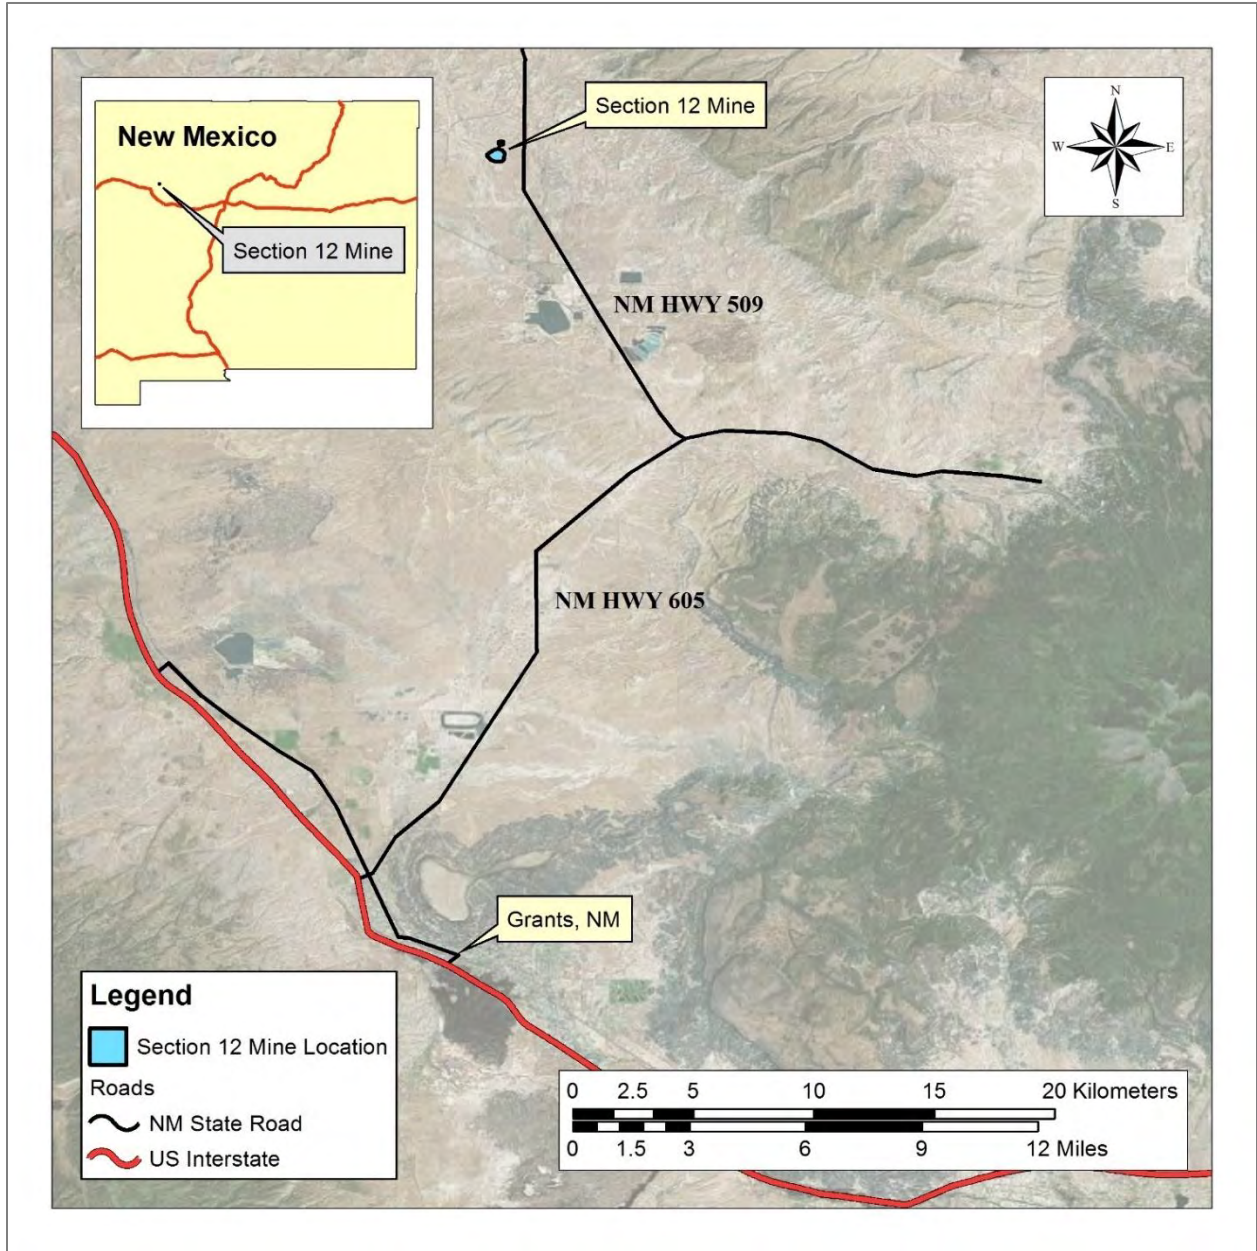 New Mexico
Section 12 Mine
Section 12 Mine
N
W
E
S
NM HWY 509
NM HWY 605
Grants, NM
Legend
Section 12 Mine Location
Roads
NM State Road
US Interstate
0 2.5 5 10 15 20 Kilometers
0 1.5 3 6 9 12 Miles